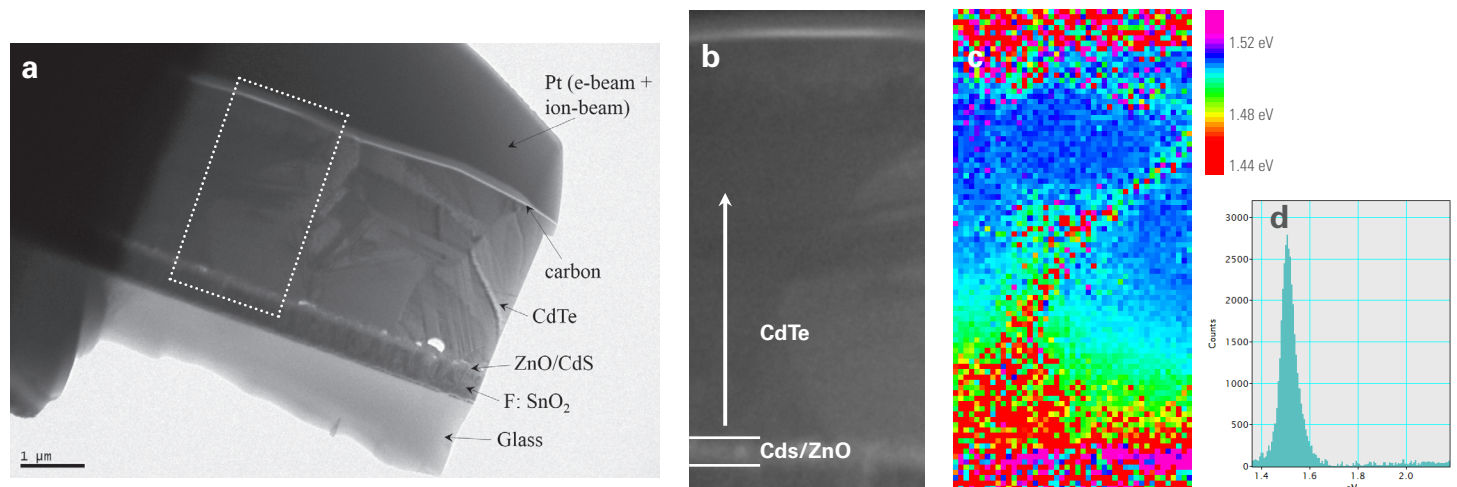 a
Pt (e-beam +
ion-beam)
carbon
CdTe
ZnO/CdS
F: SnO₂
Glass
1 μm
b
CdTe
Cds/ZnO
c
1.52 eV
1.48 eV
1.44 eV
d
3000
2500
2000
1500
1000
500
0
Counts
1.4
1.6
1.8
2.0